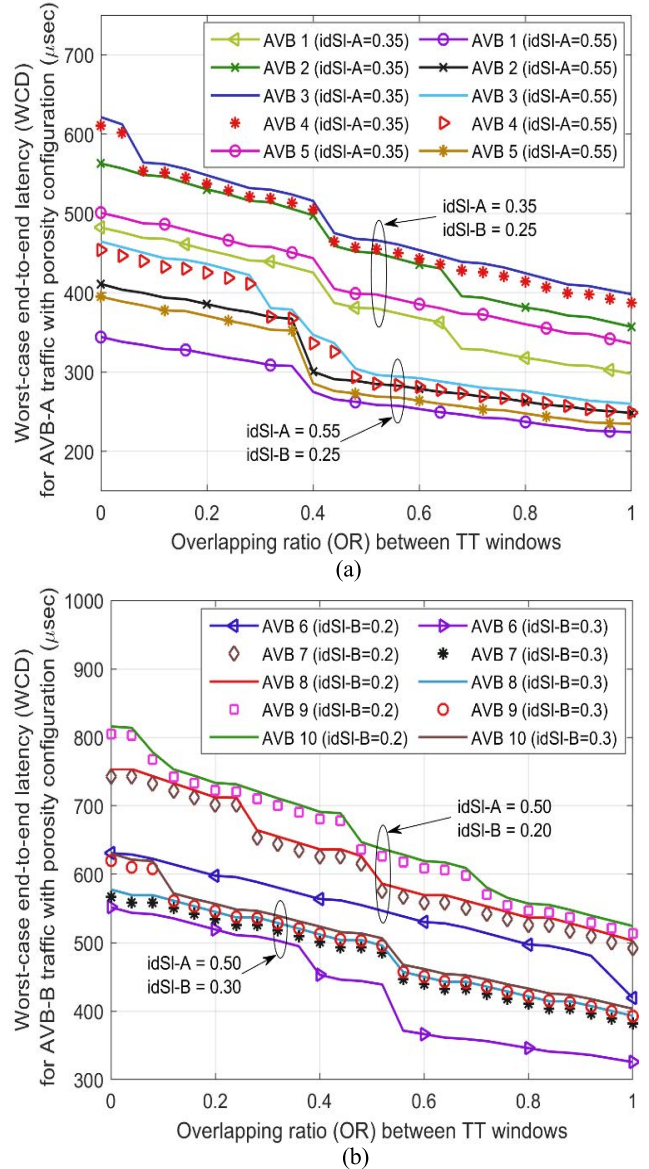 Worst-case end-to-end latency (WCD)
for AVB-A traffic with porosity configuration (μsec)
700
600
500
400
300
200
AVB 1 (idSl-A=0.35) AVB 1 (idSl-A=0.55)
AVB 2 (idSl-A=0.35) AVB 2 (idSl-A=0.55)
AVB 3 (idSl-A=0.35) AVB 3 (idSl-A=0.55)
AVB 4 (idSl-A=0.35) AVB 4 (idSl-A=0.55)
AVB 5 (idSl-A=0.35) AVB 5 (idSl-A=0.55)
idSl-A = 0.35
idSl-B = 0.25
idSl-A = 0.55
idSl-B = 0.25
0 0.2 0.4 0.6 0.8 1
Overlapping ratio (OR) between TT windows
(a)
Worst-case end-to-end latency (WCD)
for AVB-B traffic with porosity configuration (μsec)
1000
900
800
700
600
500
400
300
AVB 6 (idSl-B=0.2) AVB 6 (idSl-B=0.3)
AVB 7 (idSl-B=0.2) AVB 7 (idSl-B=0.3)
AVB 8 (idSl-B=0.2) AVB 8 (idSl-B=0.3)
AVB 9 (idSl-B=0.2) AVB 9 (idSl-B=0.3)
AVB 10 (idSl-B=0.2) AVB 10 (idSl-B=0.3)
idSl-A = 0.50
idSl-B = 0.20
idSl-A = 0.50
idSl-B = 0.30
0 0.2 0.4 0.6 0.8 1
Overlapping ratio (OR) between TT windows
(b)